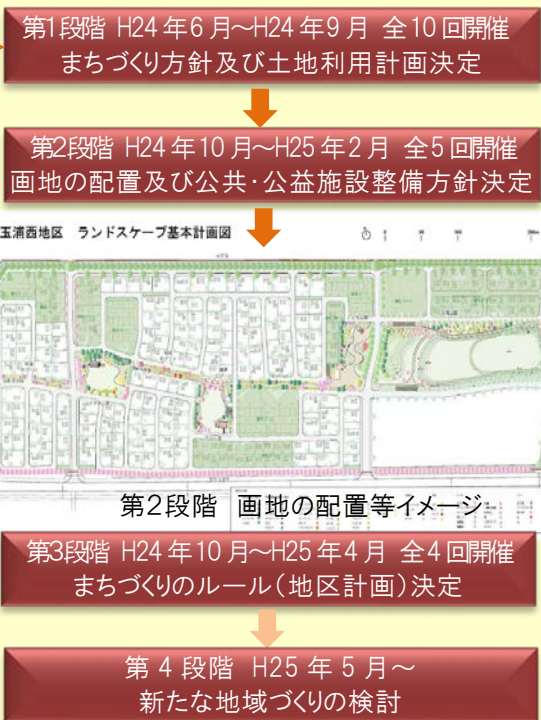 第1段階 H24年6月～H24年9月 全10回開催
まちづくり方針及び土地利用計画決定
第2段階 H24年10月～H25年2月 全5回開催
画地の配置及び公共・公益施設整備方針決定
玉浦西地区 ランドスケープ基本計画図
第2段階 画地の配置等イメージ
第3段階 H24年10月～H25年4月 全4回開催
まちづくりのルール（地区計画）決定
第4段階 H25年5月～
新たな地域づくりの検討